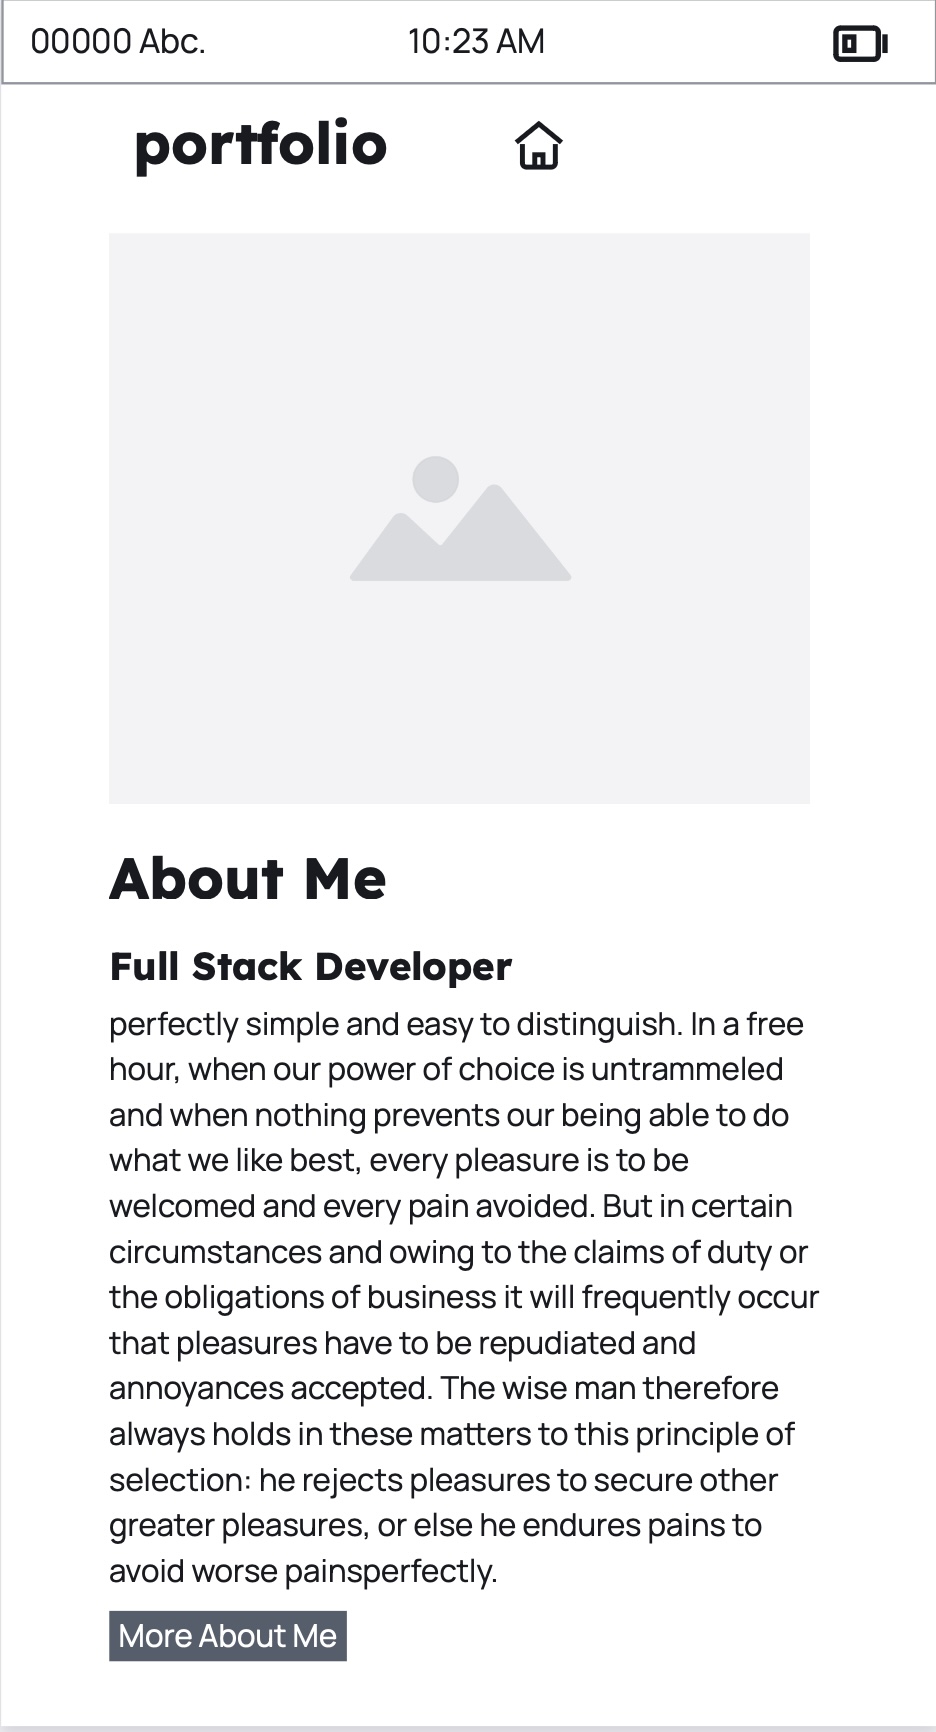 00000 Abc.
10:23 AM
portfolio
About Me
Full Stack Developer
perfectly simple and easy to distinguish. In a free
hour, when our power of choice is untrammeled
and when nothing prevents our being able to do
what we like best, every pleasure is to be
welcomed and every pain avoided. But in certain
circumstances and owing to the claims of duty or
the obligations of business it will frequently occur
that pleasures have to be repudiated and
annoyances accepted. The wise man therefore
always holds in these matters to this principle of
selection: he rejects pleasures to secure other
greater pleasures, or else he endures pains to
avoid worse painsperfectly.
More About Me